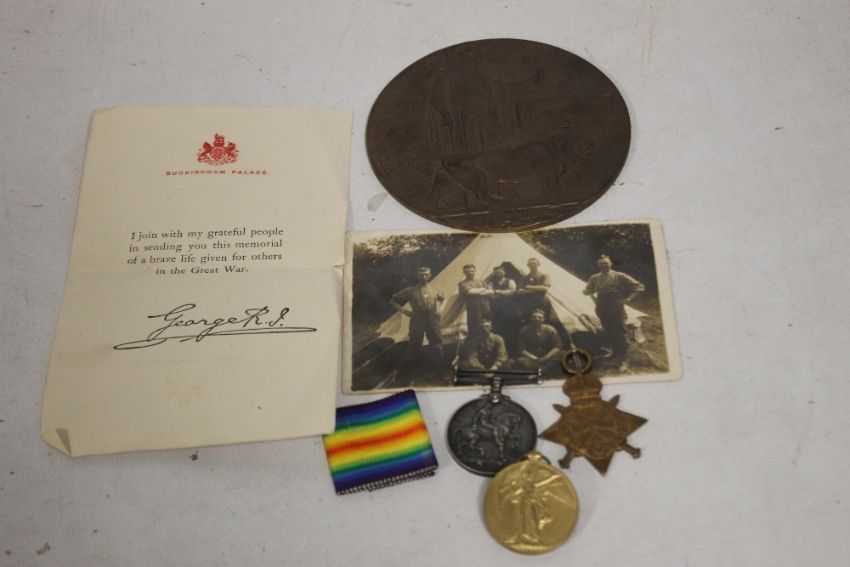 BUCKINGHAM PALACE
I join with my grateful people
in sending you this memorial
of a brave life given for others
in the Great War.
George R.I.